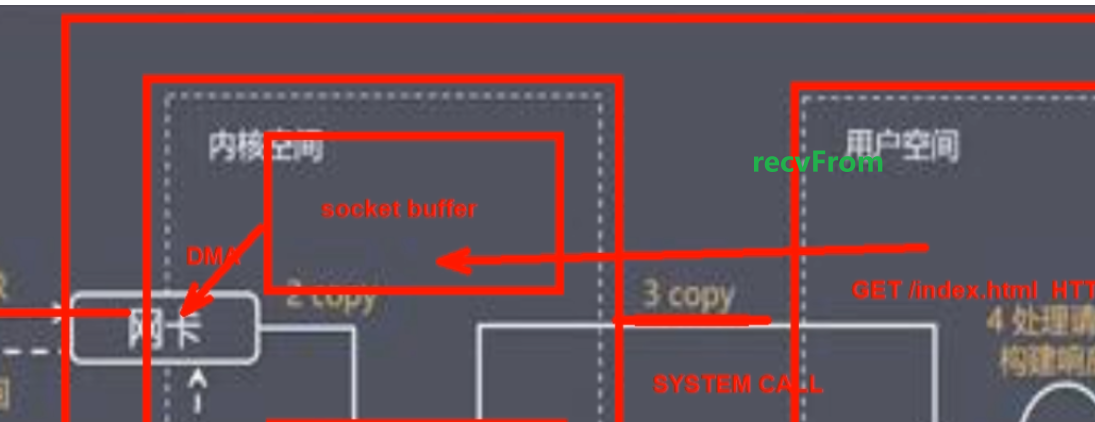 内核空间
用户空间
recvFrom
socket buffer
DMA
2 copy
3 copy
GET /index.html HTT
网卡
4 处理请
构建响应
SYSTEM CALL